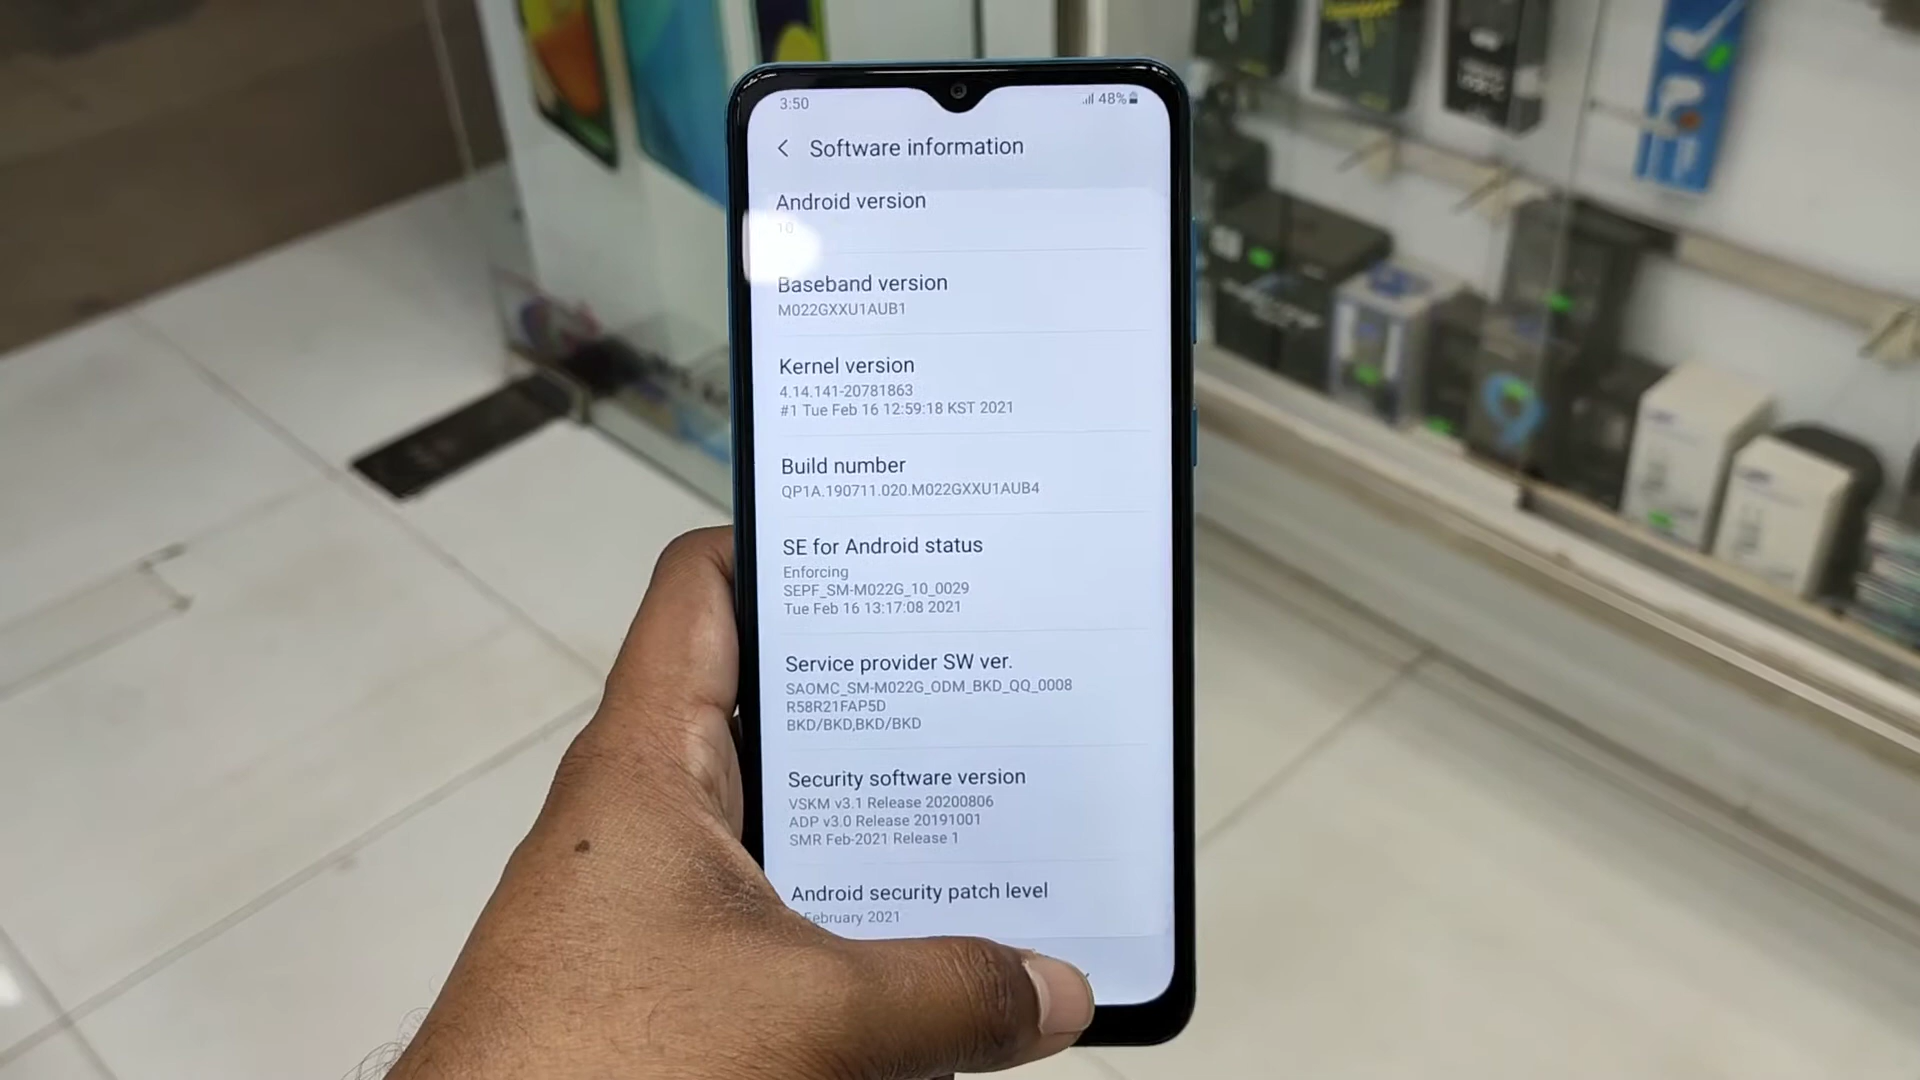 3:50
48%
Software information
Android version
10
Baseband version
M022GXXU1AUB1
Kernel version
4.14.141-20781863
#1 Tue Feb 16 12:59:18 KST 2021
Build number
QP1A.190711.020.M022GXXU1AUB4
SE for Android status
Enforcing
SEPF_SM-M022G_10_0029
Tue Feb 16 13:17:08 2021
Service provider SW ver.
SAOMC_SM-M022G_ODM_BKD_QQ_0008
R58R21FAP5D
BKD/BKD,BKD/BKD
Security software version
VSKM v3.1 Release 20200806
ADP v3.0 Release 20191001
SMR Feb-2021 Release 1
Android security patch level
February 2021
9